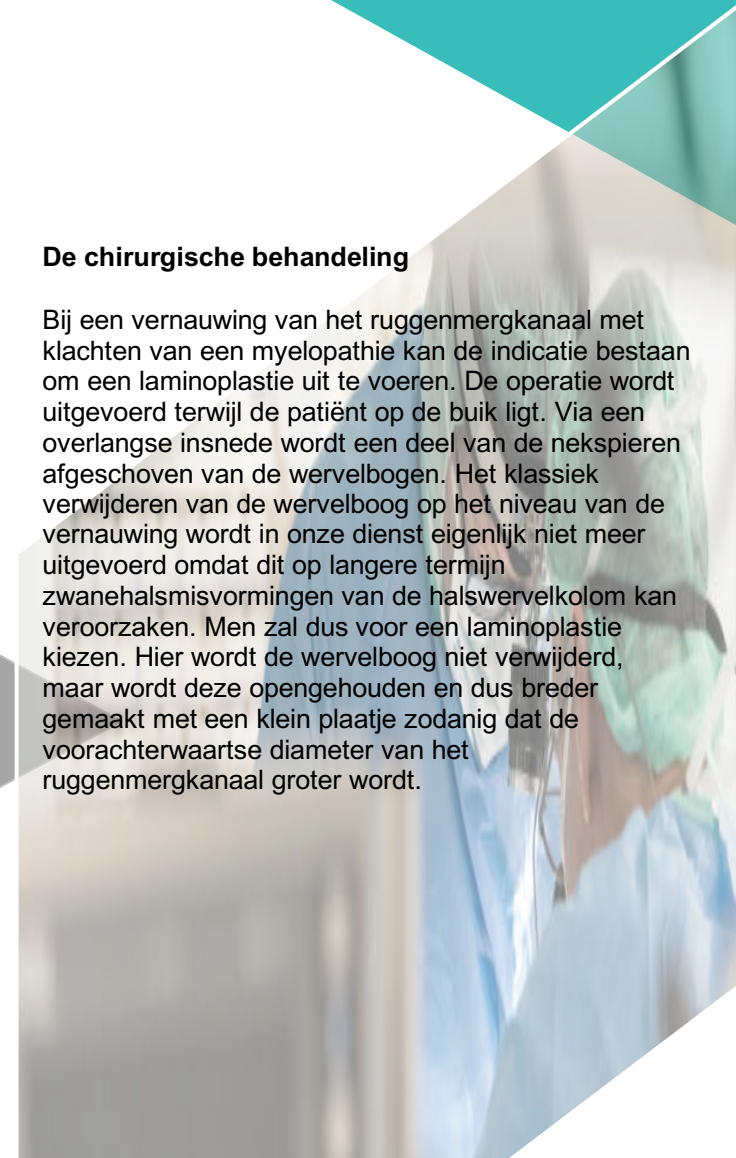 De chirurgische behandeling
Bij een vernauwing van het ruggenmergkanaal met
klachten van een myelopathie kan de indicatie bestaan
om een laminoplastie uit te voeren. De operatie wordt
uitgevoerd terwijl de patiënt op de buik ligt. Via een
overlangse insnede wordt een deel van de nekspieren
afgeschoven van de wervelbogen. Het klassiek
verwijderen van de wervelboog op het niveau van de
vernauwing wordt in onze dienst eigenlijk niet meer
uitgevoerd omdat dit op langere termijn
zwanehalsmisvormingen van de halswervelkolom kan
veroorzaken. Men zal dus voor een laminoplastie
kiezen. Hier wordt de wervelboog niet verwijderd,
maar wordt deze opengehouden en dus breder
gemaakt met een klein plaatje zodanig dat de
voorachterwaartse diameter van het
ruggenmergkanaal groter wordt.